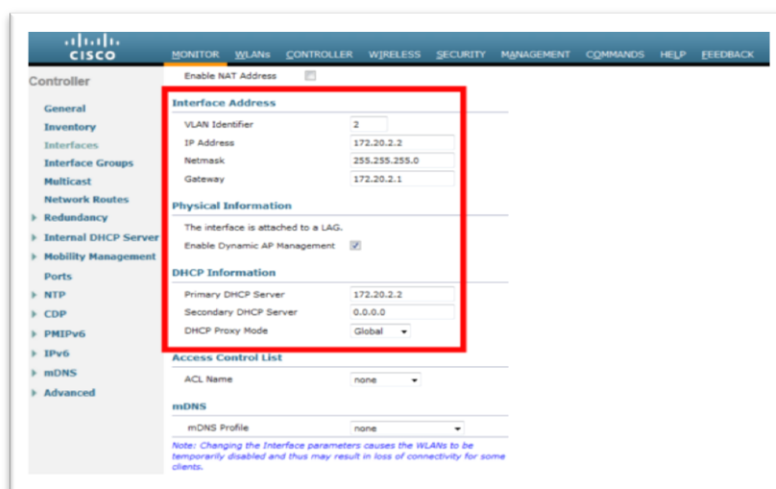 CISCO
MONITOR WLANs CONTROLLER WIRELESS SECURITY MANAGEMENT COMMANDS HELP FEEDBACK
Controller
General
Inventory
Interfaces
Interface Groups
Multicast
Network Routes
Redundancy
Internal DHCP Server
Mobility Management
Ports
NTP
CDP
PMIPv6
IPv6
mDNS
Advanced
Enable NAT Address
Interface Address
VLAN Identifier 2
IP Address 172.20.2.2
Netmask 255.255.255.0
Gateway 172.20.2.1
Physical Information
The interface is attached to a LAG.
Enable Dynamic AP Management
DHCP Information
Primary DHCP Server 172.20.2.2
Secondary DHCP Server 0.0.0.0
DHCP Proxy Mode Global
Access Control List
ACL Name none
mDNS
mDNS Profile none
Note: Changing the Interface parameters causes the WLANs to be
temporarily disabled and thus may result in loss of connectivity for some
clients.